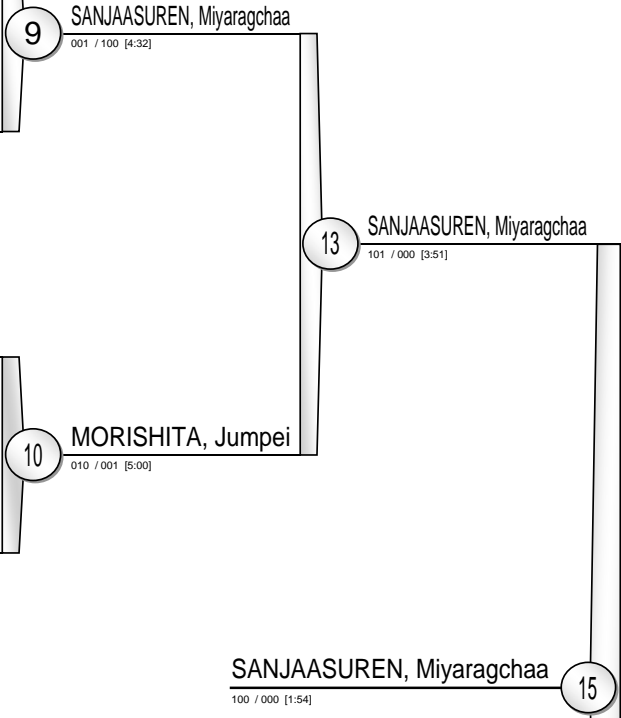 SANJAASUREN, Miyaragchaa
9
001 / 100 [4:32]
SANJAASUREN, Miyaragchaa
13
101 / 000 [3:51]
MORISHITA, Jumpei
10
010 / 001 [5:00]
SANJAASUREN, Miyaragchaa
15
100 / 000 [1:54]